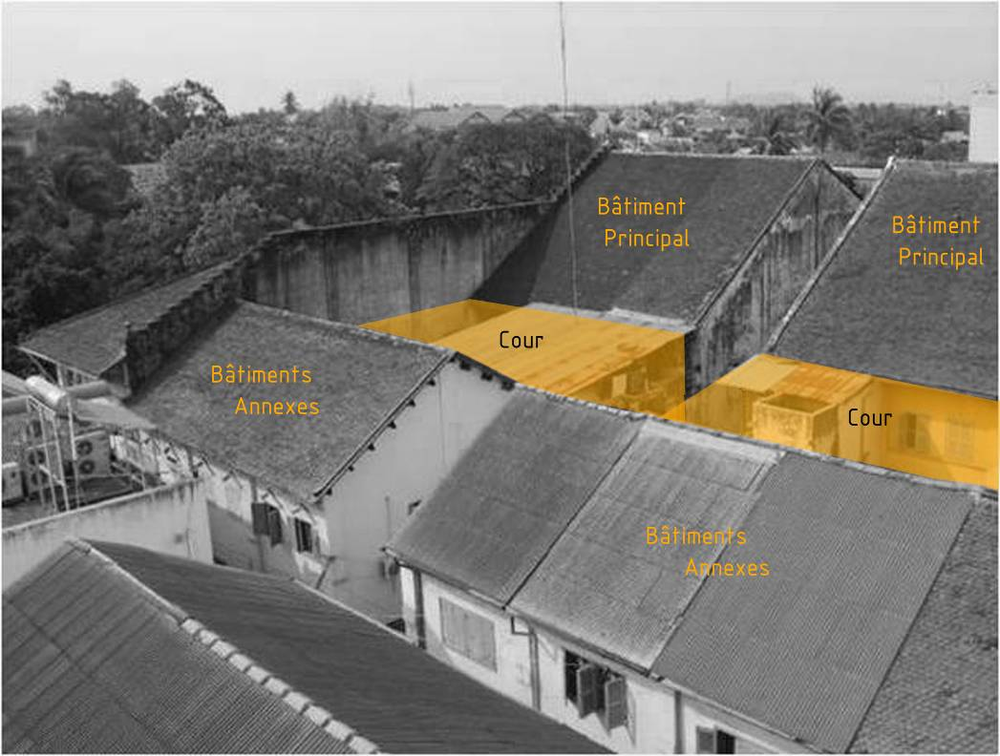 Bâtiment
Principal
Bâtiment
Principal
Cour
Bâtiments
Annexes
Cour
Bâtiments
Annexes